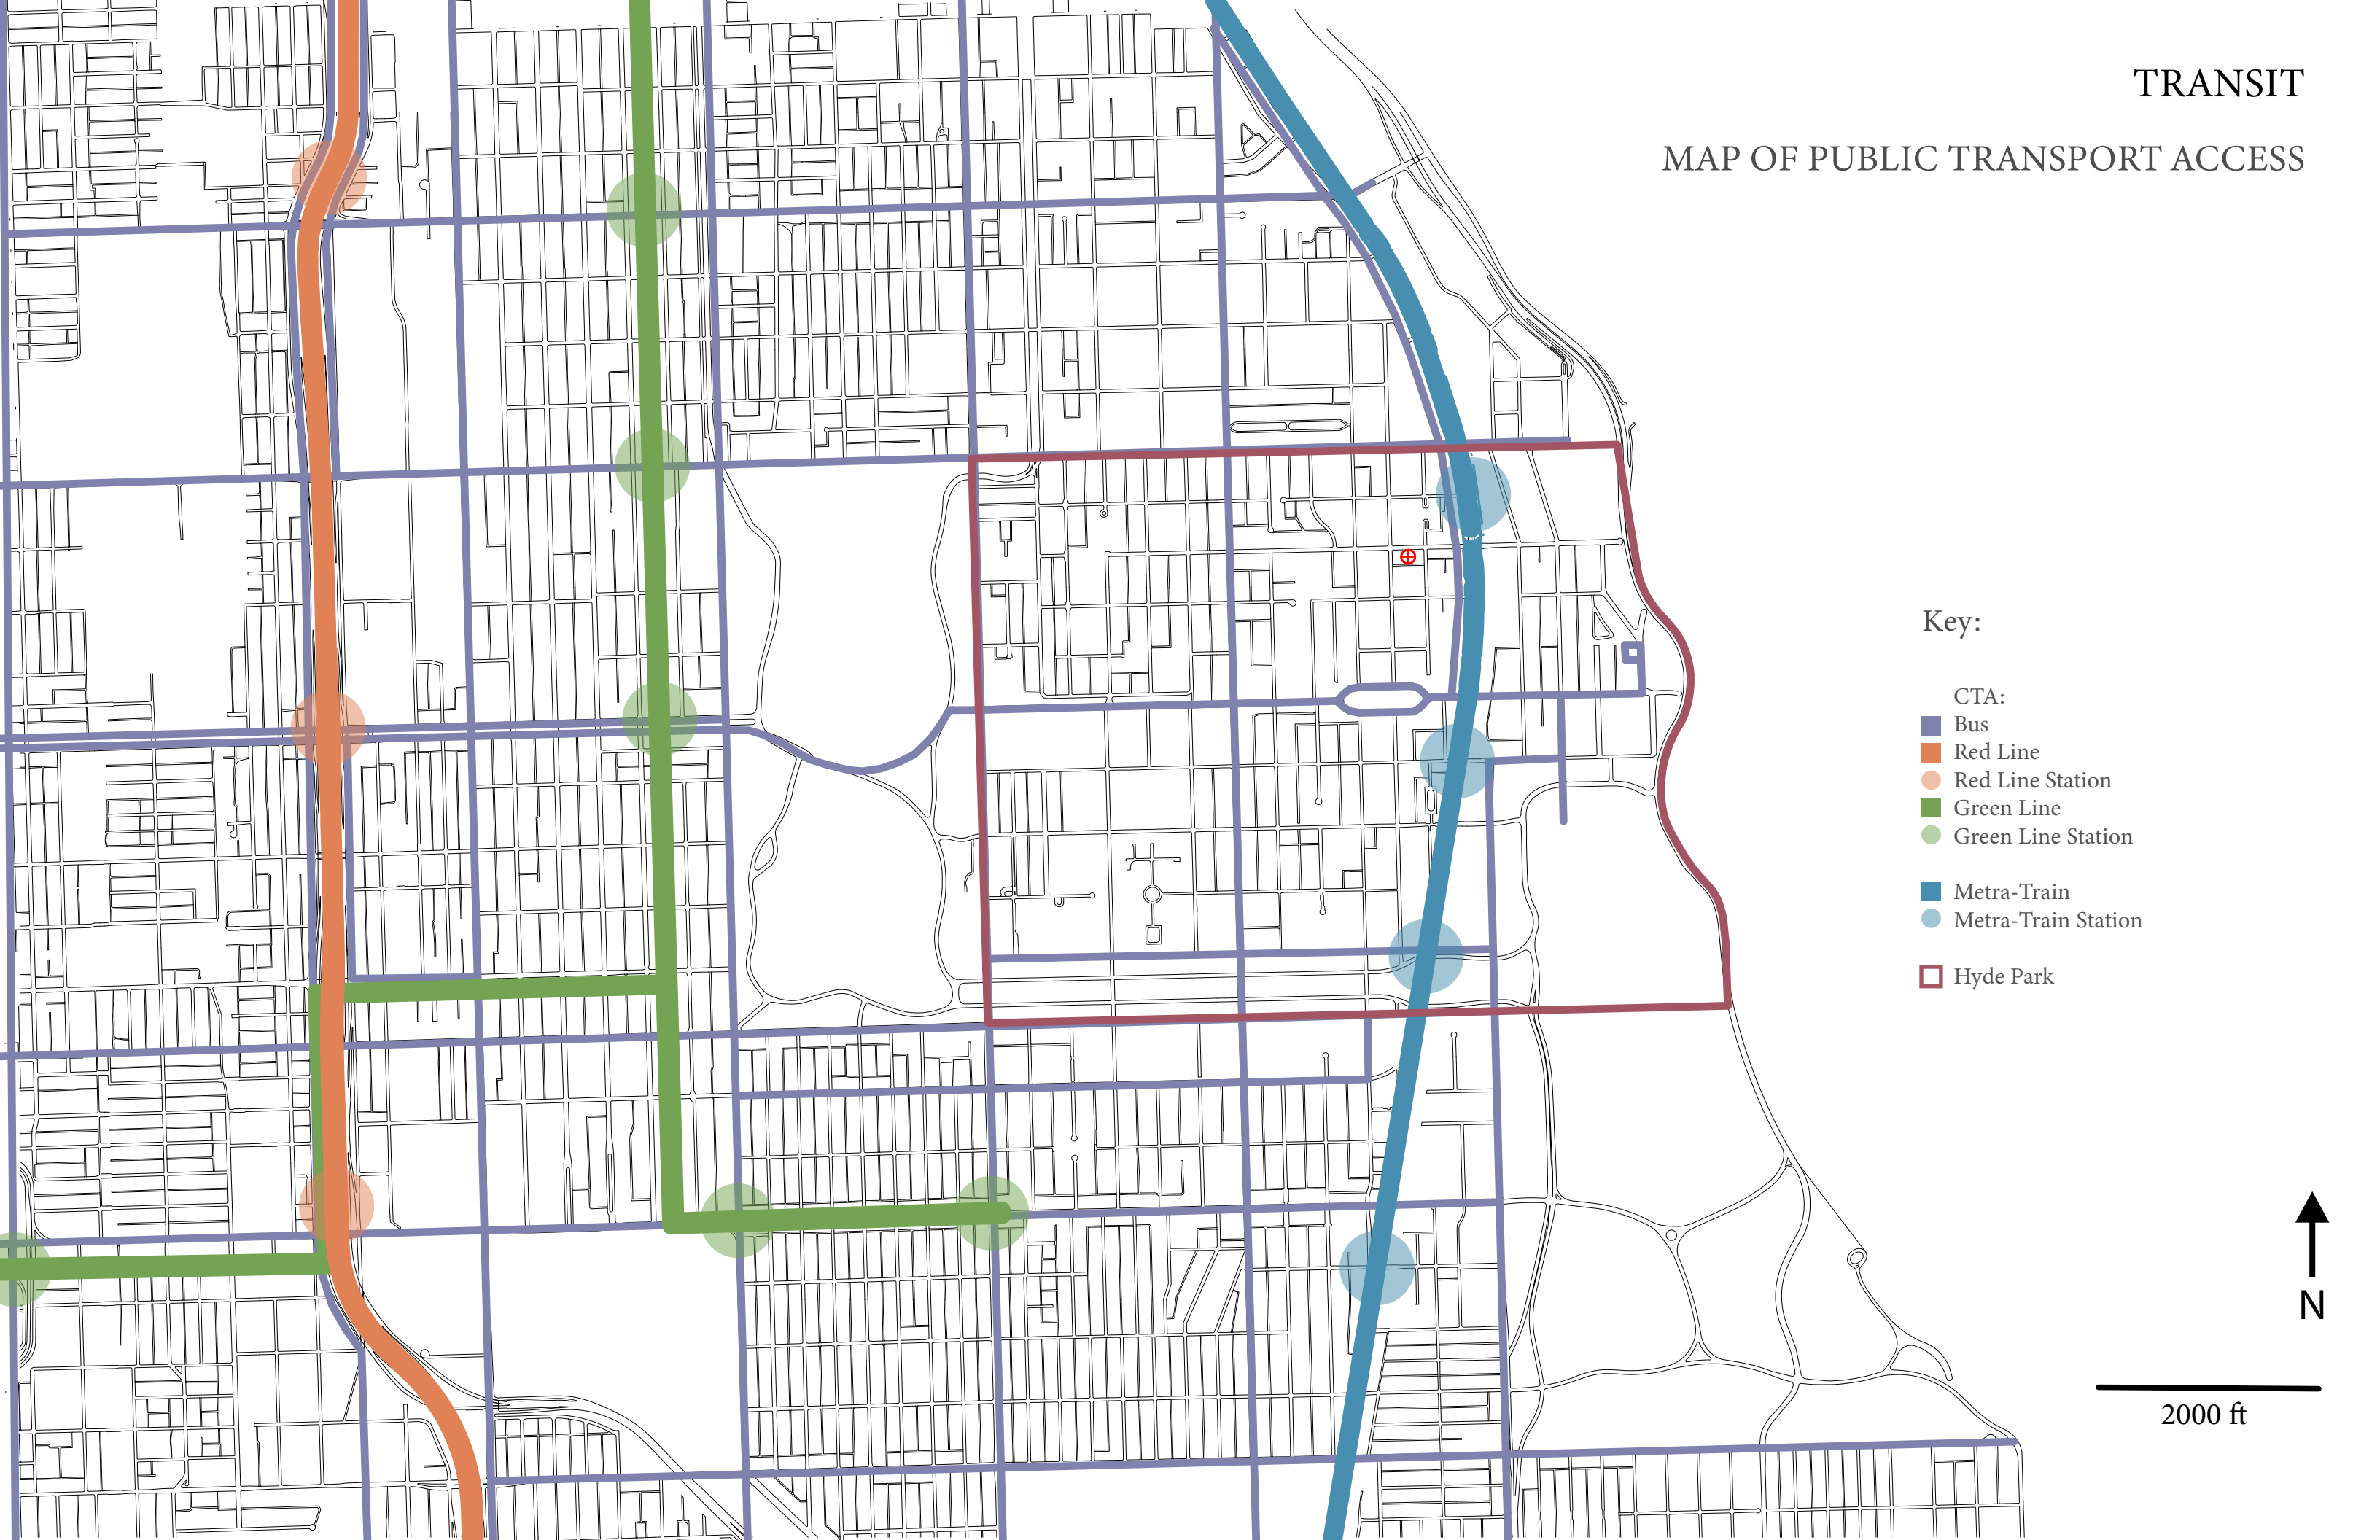 TRANSIT
MAP OF PUBLIC TRANSPORT ACCESS
Key:
CTA:
Bus
Red Line
Red Line Station
Green Line
Green Line Station
Metra-Train
Metra-Train Station
Hyde Park
N
2000 ft